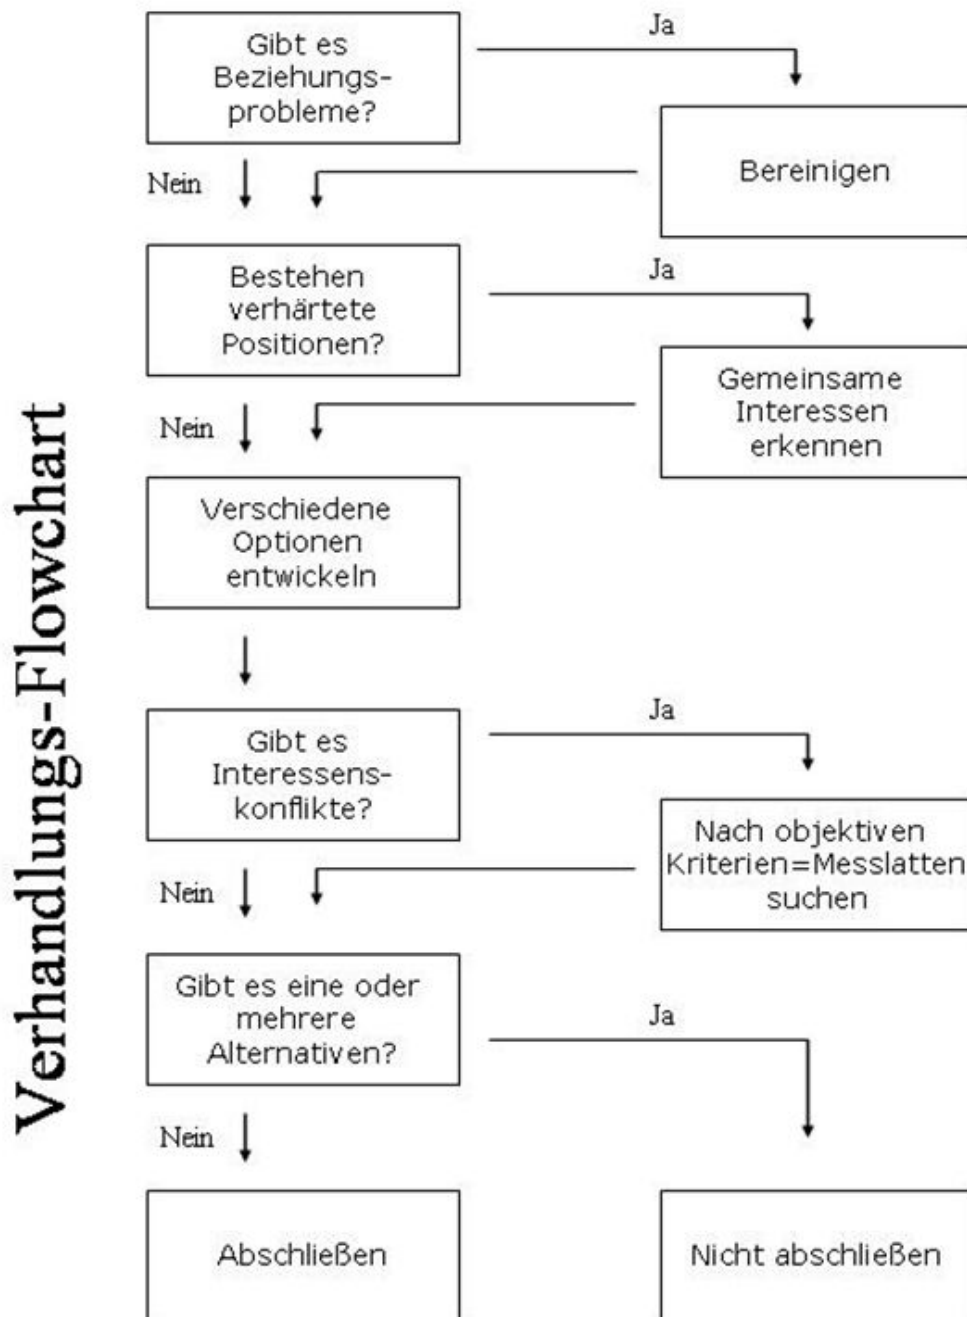 Verhandlungs-Flowchart
Gibt es
Beziehungs-
probleme?
Ja
Bereinigen
Nein
Bestehen
verhärtete
Positionen?
Ja
Gemeinsame
Interessen
erkennen
Nein
Verschiedene
Optionen
entwickeln
Gibt es
Interessens-
konflikte?
Ja
Nach objektiven
Kriterien=Messlatten
suchen
Nein
Gibt es eine oder
mehrere
Alternativen?
Ja
Nein
Abschließen
Nicht abschließen